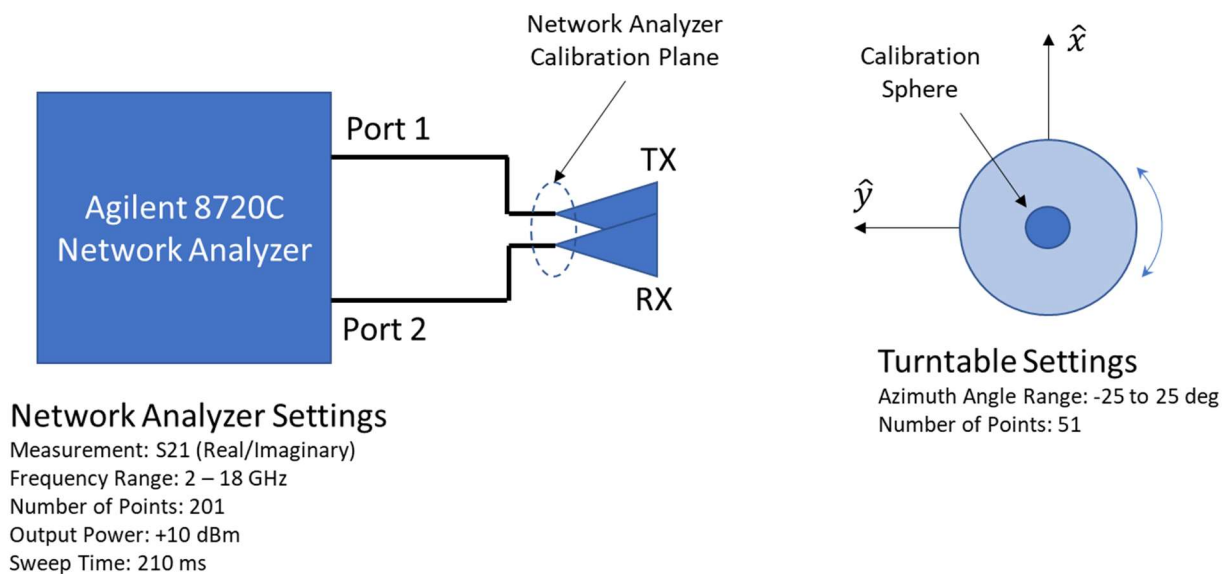 Network Analyzer
Calibration Plane
Port 1
TX
Agilent 8720C
Network Analyzer
RX
Port 2
Network Analyzer Settings
Measurement: S21 (Real/Imaginary)
Frequency Range: 2 – 18 GHz
Number of Points: 201
Output Power: +10 dBm
Sweep Time: 210 ms
x̂
Calibration
Sphere
ŷ
Turntable Settings
Azimuth Angle Range: -25 to 25 deg
Number of Points: 51